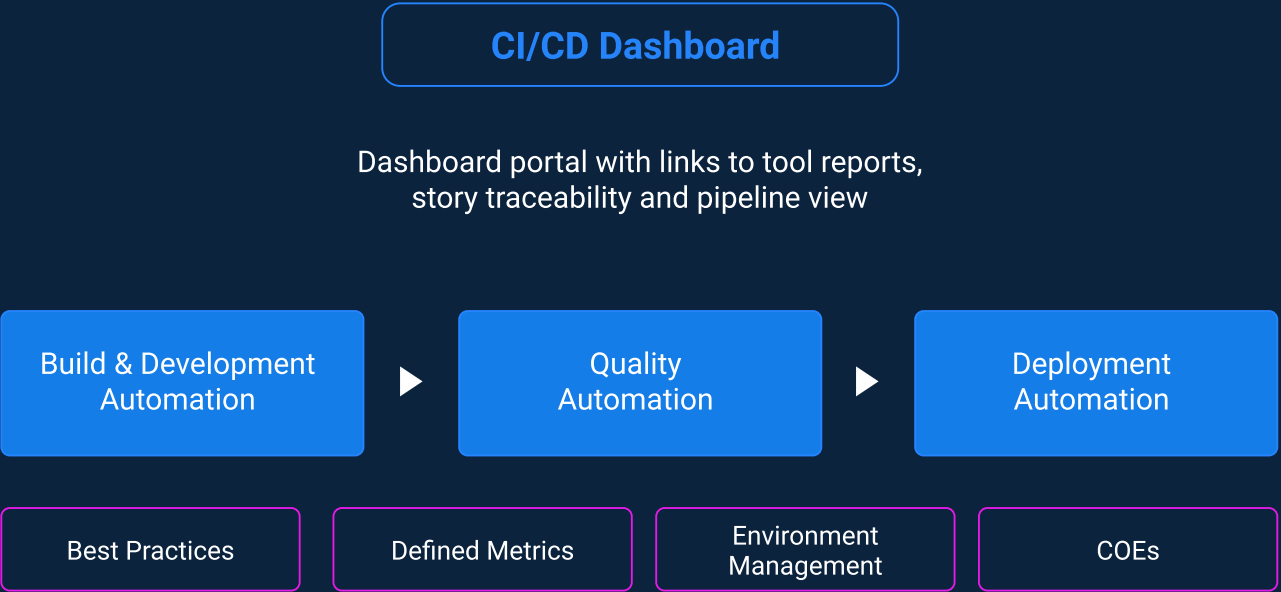 CI/CD Dashboard
Dashboard portal with links to tool reports,
story traceability and pipeline view
Build & Development
Automation
Quality
Automation
Deployment
Automation
Best Practices
Defined Metrics
Environment
Management
COEs